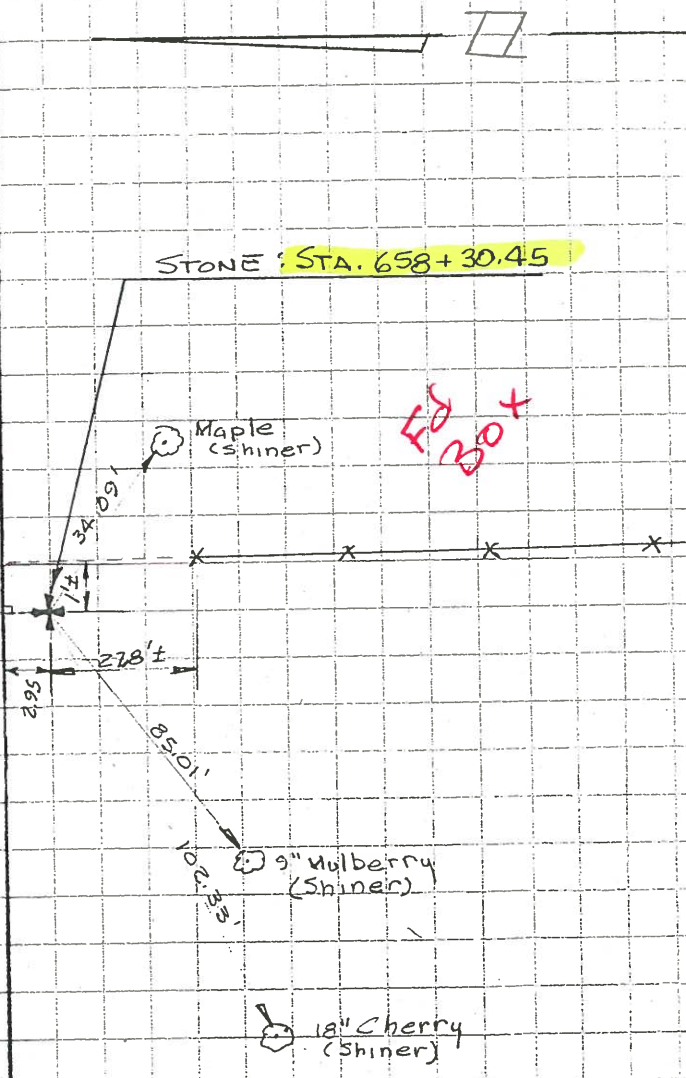 N
STONE : STA. 658+30.45
Fd
30+
Maple
(shiner)
34.09'
1'±
2.95
27.8'±
85.01'
102.33'
9" Mulberry
(Shiner)
18" Cherry
(Shiner)